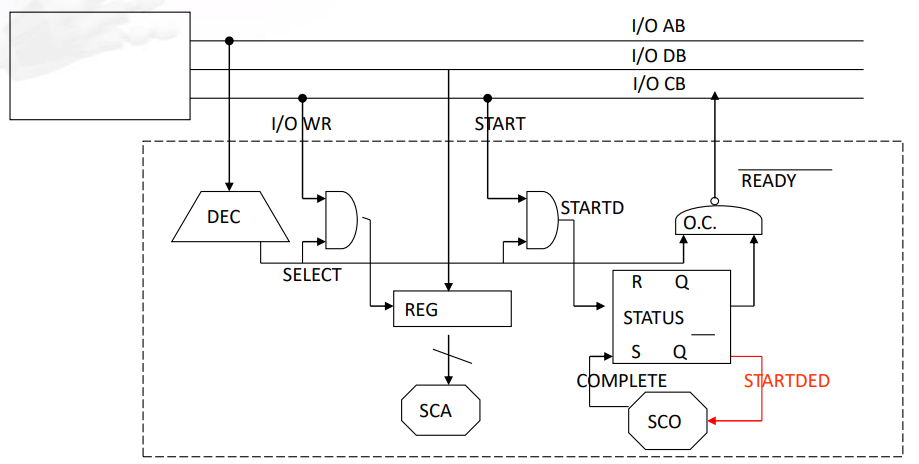 I/O AB
I/O DB
I/O CB
I/O WR
START
READY
DEC
STARTD
O.C.
SELECT
R Q
REG
STATUS
S Q
COMPLETE
STARTDED
SCA
SCO